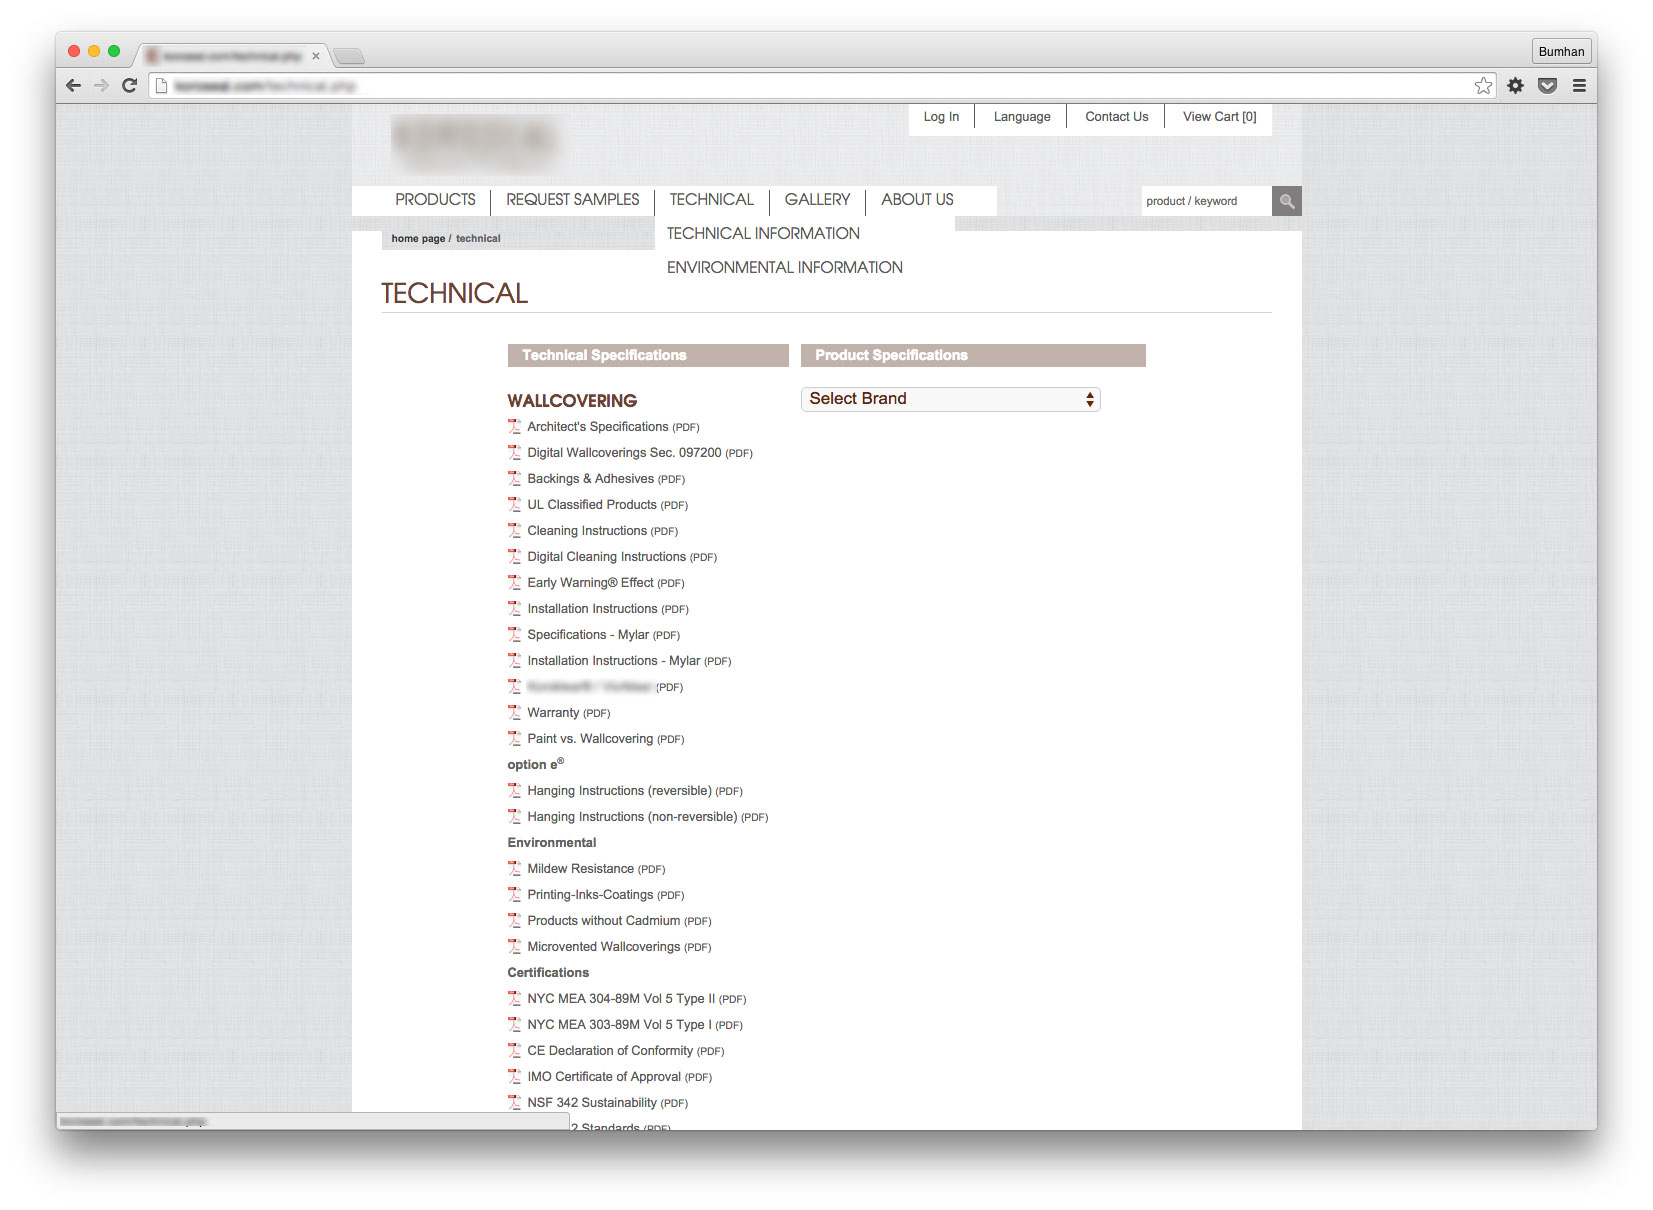 Bumhan
Log In
Language
Contact Us
View Cart [0]
PRODUCTS
REQUEST SAMPLES
TECHNICAL
GALLERY
ABOUT US
product / keyword
TECHNICAL INFORMATION
ENVIRONMENTAL INFORMATION
home page / technical
TECHNICAL
Technical Specifications
Product Specifications
Select Brand
WALLCOVERING
Architect's Specifications (PDF)
Digital Wallcoverings Sec. 097200 (PDF)
Backings & Adhesives (PDF)
UL Classified Products (PDF)
Cleaning Instructions (PDF)
Digital Cleaning Instructions (PDF)
Early Warning® Effect (PDF)
Installation Instructions (PDF)
Specifications - Mylar (PDF)
Installation Instructions - Mylar (PDF)
(PDF)
Warranty (PDF)
Paint vs. Wallcovering (PDF)
option e®
Hanging Instructions (reversible) (PDF)
Hanging Instructions (non-reversible) (PDF)
Environmental
Mildew Resistance (PDF)
Printing-Inks-Coatings (PDF)
Products without Cadmium (PDF)
Microvented Wallcoverings (PDF)
Certifications
NYC MEA 304-89M Vol 5 Type II (PDF)
NYC MEA 303-89M Vol 5 Type I (PDF)
CE Declaration of Conformity (PDF)
IMO Certificate of Approval (PDF)
NSF 342 Sustainability (PDF)
2 Standards (PDF)